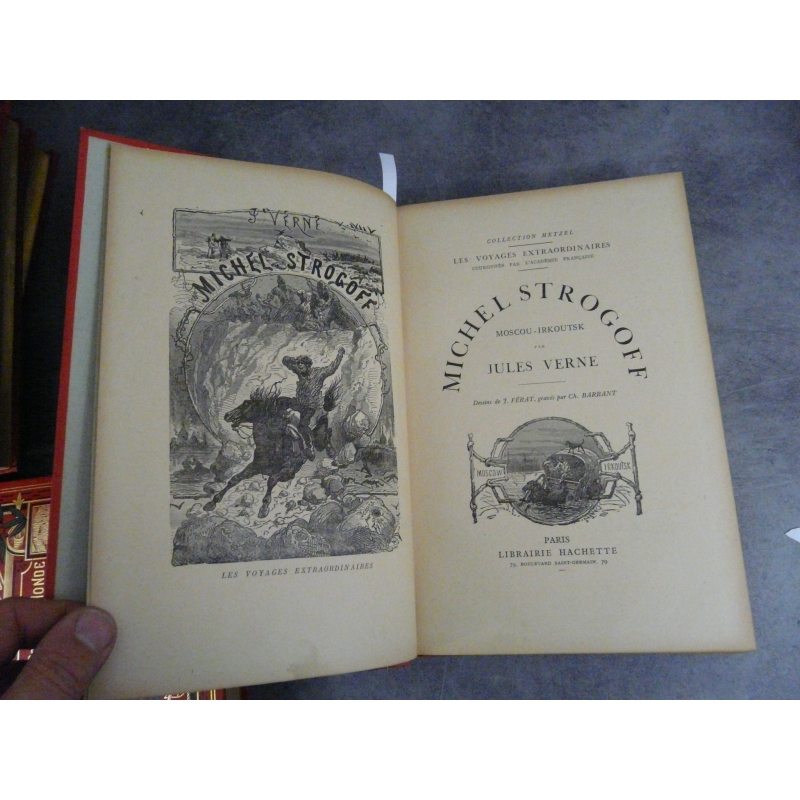 J. VERNE
MICHEL STROGOFF
LES VOYAGES EXTRAORDINAIRES
COLLECTION HETZEL
LES VOYAGES EXTRAORDINAIRES
COURONNÉS PAR L'ACADÉMIE FRANÇAISE
MICHEL STROGOFF
MOSCOU-IRKOUTSK
PAR
JULES VERNE
Dessins de J. FÉRAT, gravés par Ch. BARBANT
MOSCOW
IRKOUTSK
PARIS
LIBRAIRIE HACHETTE
79, BOULEVARD SAINT-GERMAIN, 79